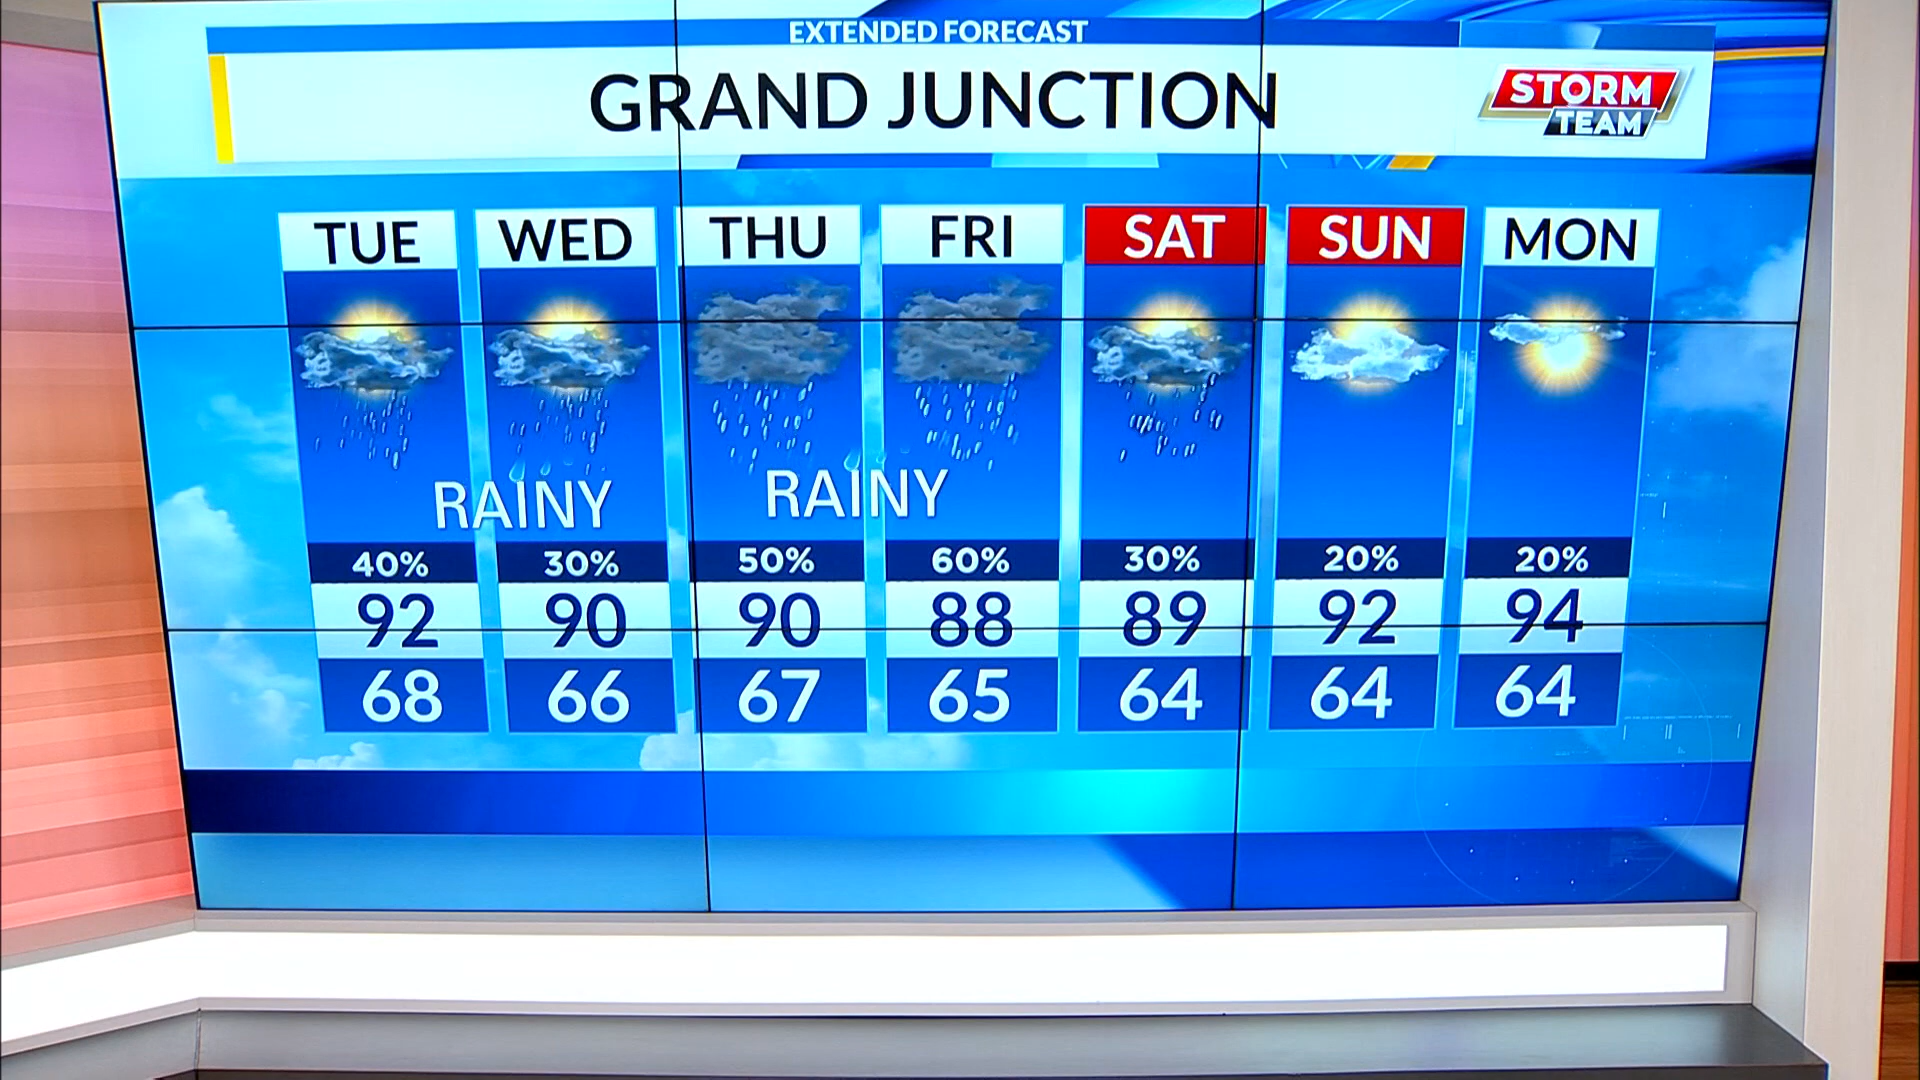 EXTENDED FORECAST
GRAND JUNCTION
STORM
TEAM
TUE WED THU FRI SAT SUN MON
RAINY RAINY
40% 30% 50% 60% 30% 20% 20%
92 90 90 88 89 92 94
68 66 67 65 64 64 64